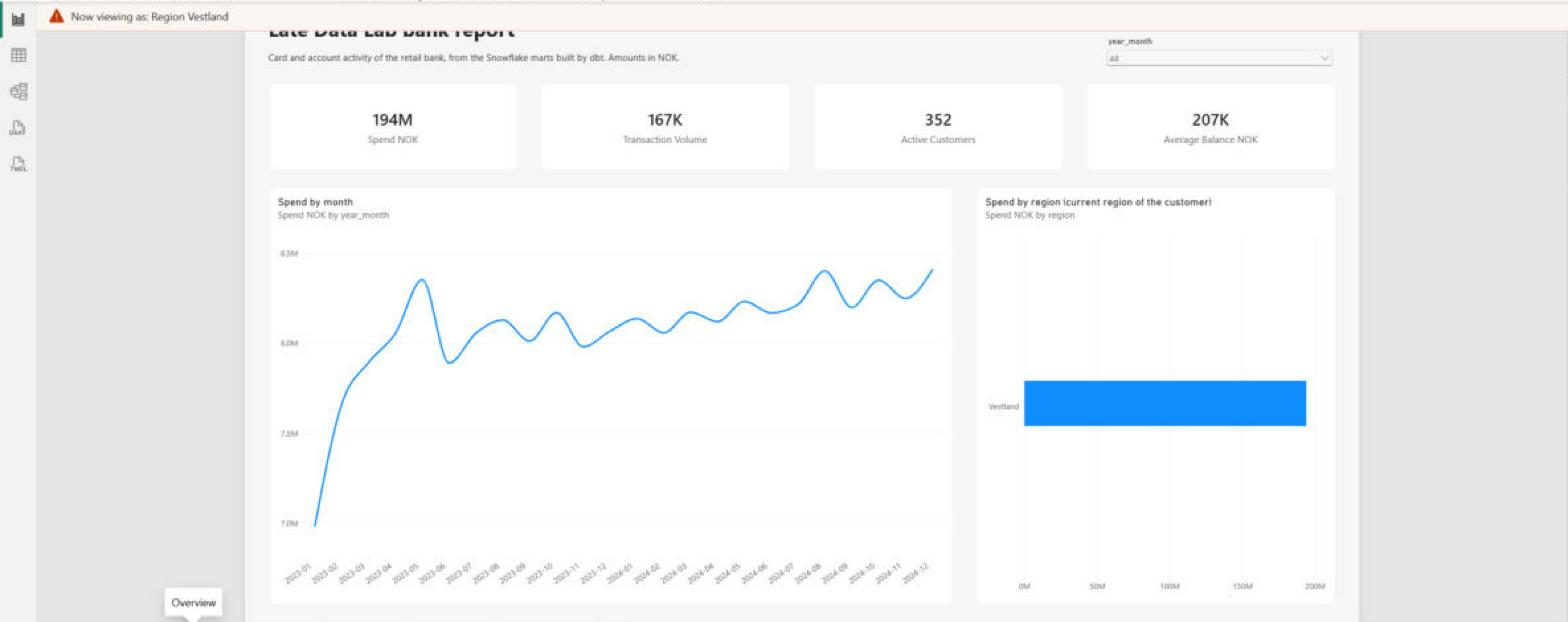 Now viewing as: Region Vestland
Late Data Lab bank report
Card and account activity of the retail bank, from the Snowflake marts built by dbt. Amounts in NOK.
year_month
All
194M
Spend NOK
167K
Transaction Volume
352
Active Customers
207K
Average Balance NOK
Spend by month
Spend NOK by year_month
8.5M
8.0M
7.5M
7.0M
2023-01
2023-02
2023-03
2023-04
2023-05
2023-06
2023-07
2023-08
2023-09
2023-10
2023-11
2023-12
2024-01
2024-02
2024-03
2024-04
2024-05
2024-06
2024-07
2024-08
2024-09
2024-10
2024-11
2024-12
Spend by region (current region of the customer)
Spend NOK by region
Vestland
0M
50M
100M
150M
200M
TMDL
Overview